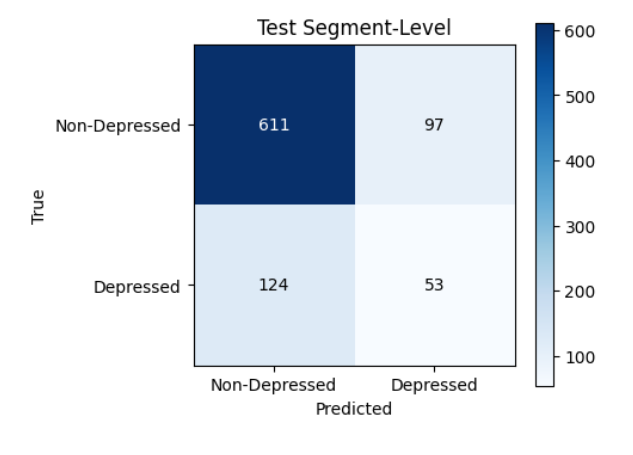 Test Segment-Level
True
Non-Depressed
611
97
Depressed
124
53
Non-Depressed
Depressed
Predicted
600
500
400
300
200
100